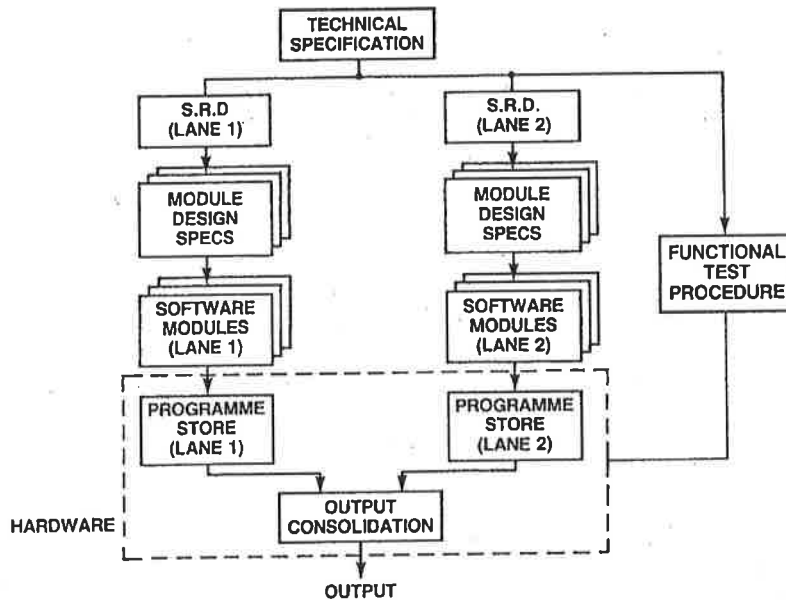 TECHNICAL
SPECIFICATION
S.R.D
(LANE 1)
S.R.D.
(LANE 2)
MODULE
DESIGN
SPECS
MODULE
DESIGN
SPECS
FUNCTIONAL
TEST
PROCEDURE
SOFTWARE
MODULES
(LANE 1)
SOFTWARE
MODULES
(LANE 2)
PROGRAMME
STORE
(LANE 1)
PROGRAMME
STORE
(LANE 2)
HARDWARE
OUTPUT
CONSOLIDATION
OUTPUT